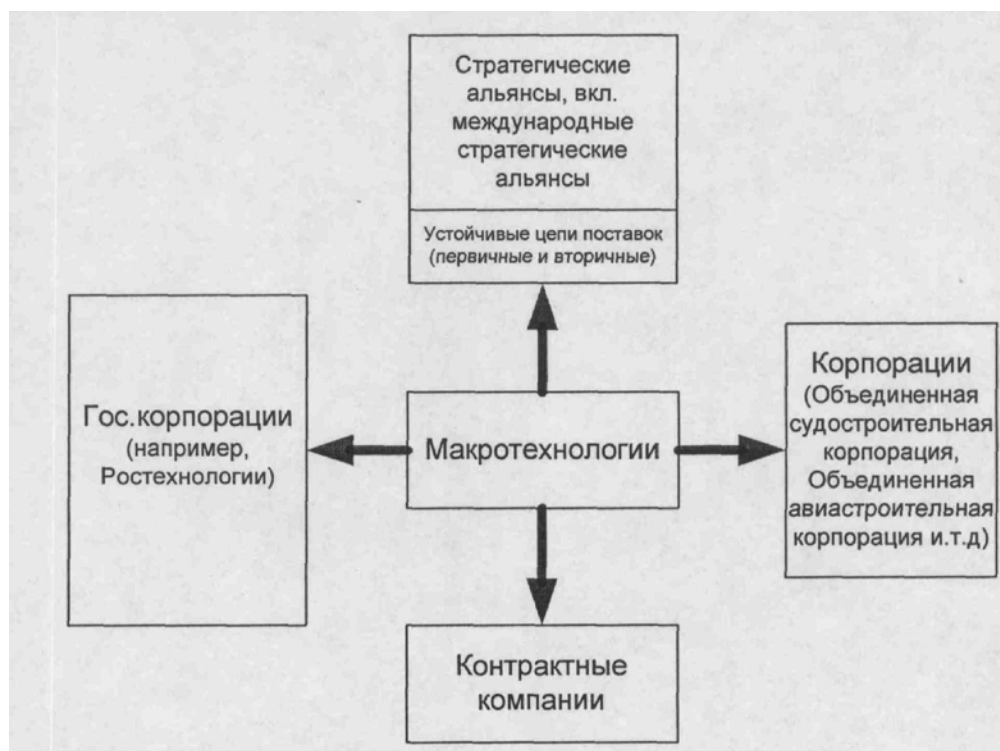 Стратегические
альянсы, вкл.
международные
стратегические
альянсы
Устойчивые цепи поставок
(первичные и вторичные)
Гос.корпорации
(например,
Ростехнологии)
Макротехнологии
Корпорации
(Объединенная
судостроительная
корпорация,
Объединенная
авиастроительная
корпорация и.т.д)
Контрактные
компании